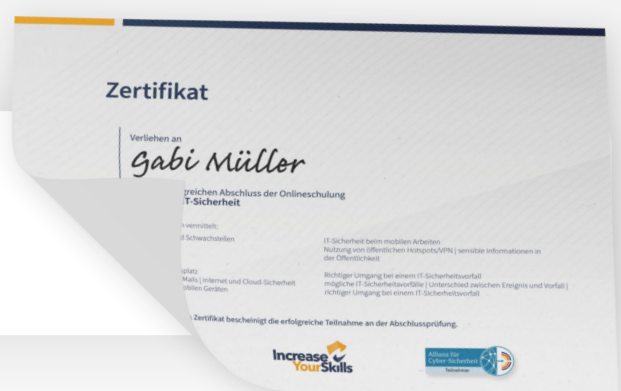 Zertifikat
Verliehen an
Gabi Müller
greichen Abschluss der Onlineschulung
T-Sicherheit
vermittelt:
Schwachstellen
IT-Sicherheit beim mobilen Arbeiten
Nutzung von öffentlichen Hotspots/VPN | sensible Informationen in
der Öffentlichkeit
splatz
Mails | Internet und Cloud-Sicherheit
obilen Geräten
Richtiger Umgang bei einem IT-Sicherheitsvorfall
mögliche IT-Sicherheitsvorfälle | Unterschied zwischen Ereignis und Vorfall |
richtiger Umgang bei einem IT-Sicherheitsvorfall
Zertifikat bescheinigt die erfolgreiche Teilnahme an der Abschlussprüfung.
Increase
YourSkills
Allianz für
Cyber-Sicherheit
Teilnehmer